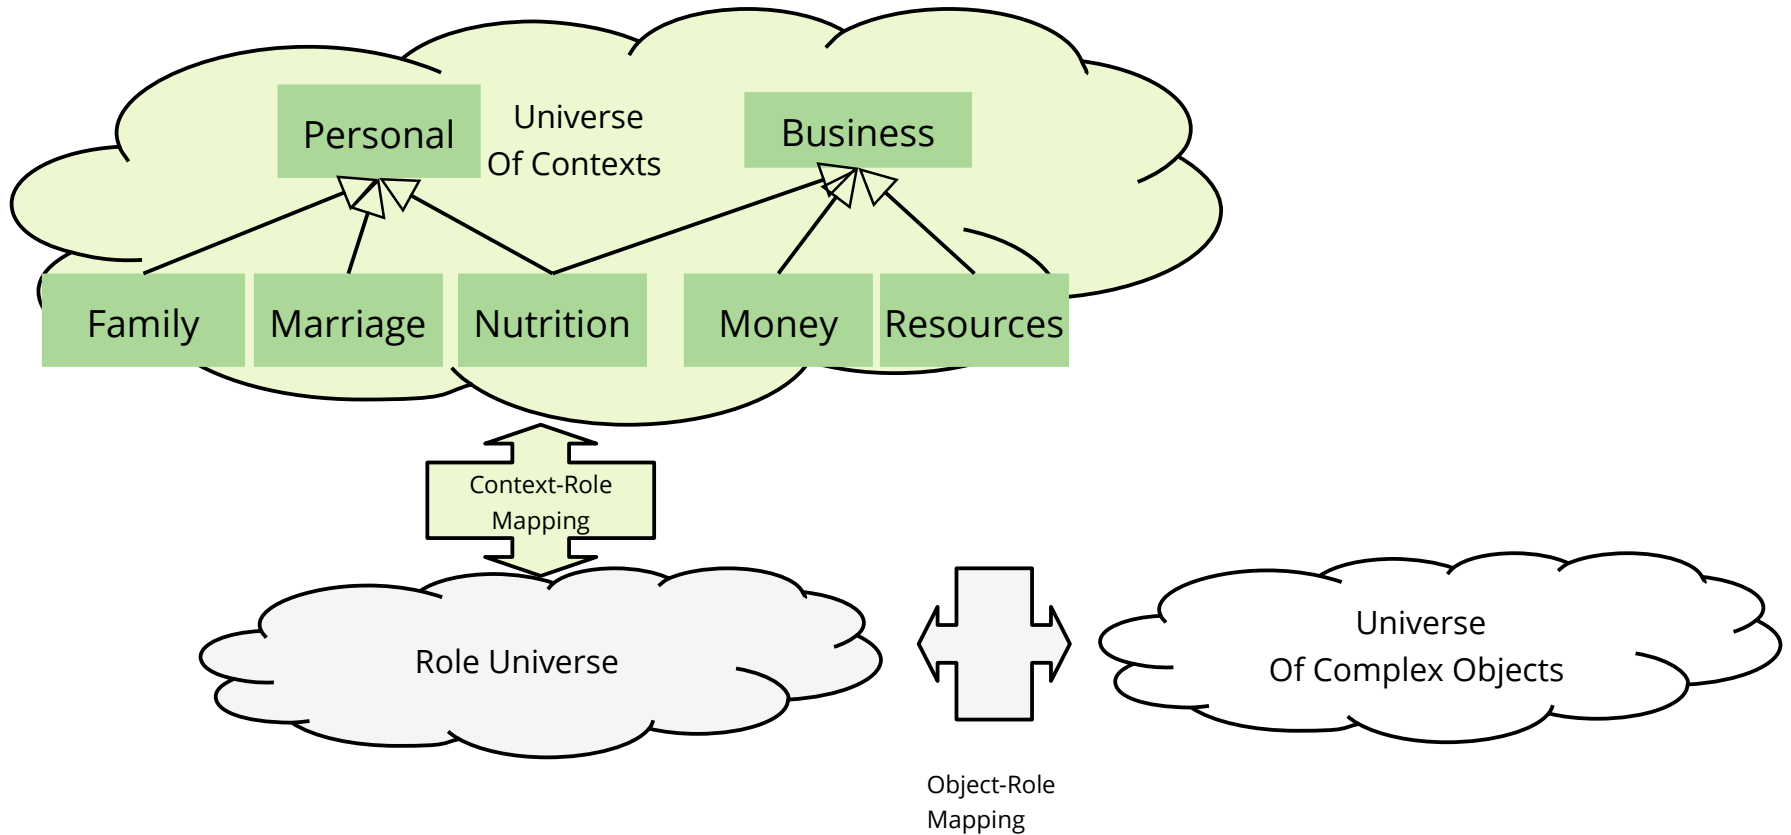 Personal
Universe
Of Contexts
Business
Family
Marriage
Nutrition
Money
Resources
Context-Role
Mapping
Role Universe
Universe
Of Complex Objects
Object-Role
Mapping